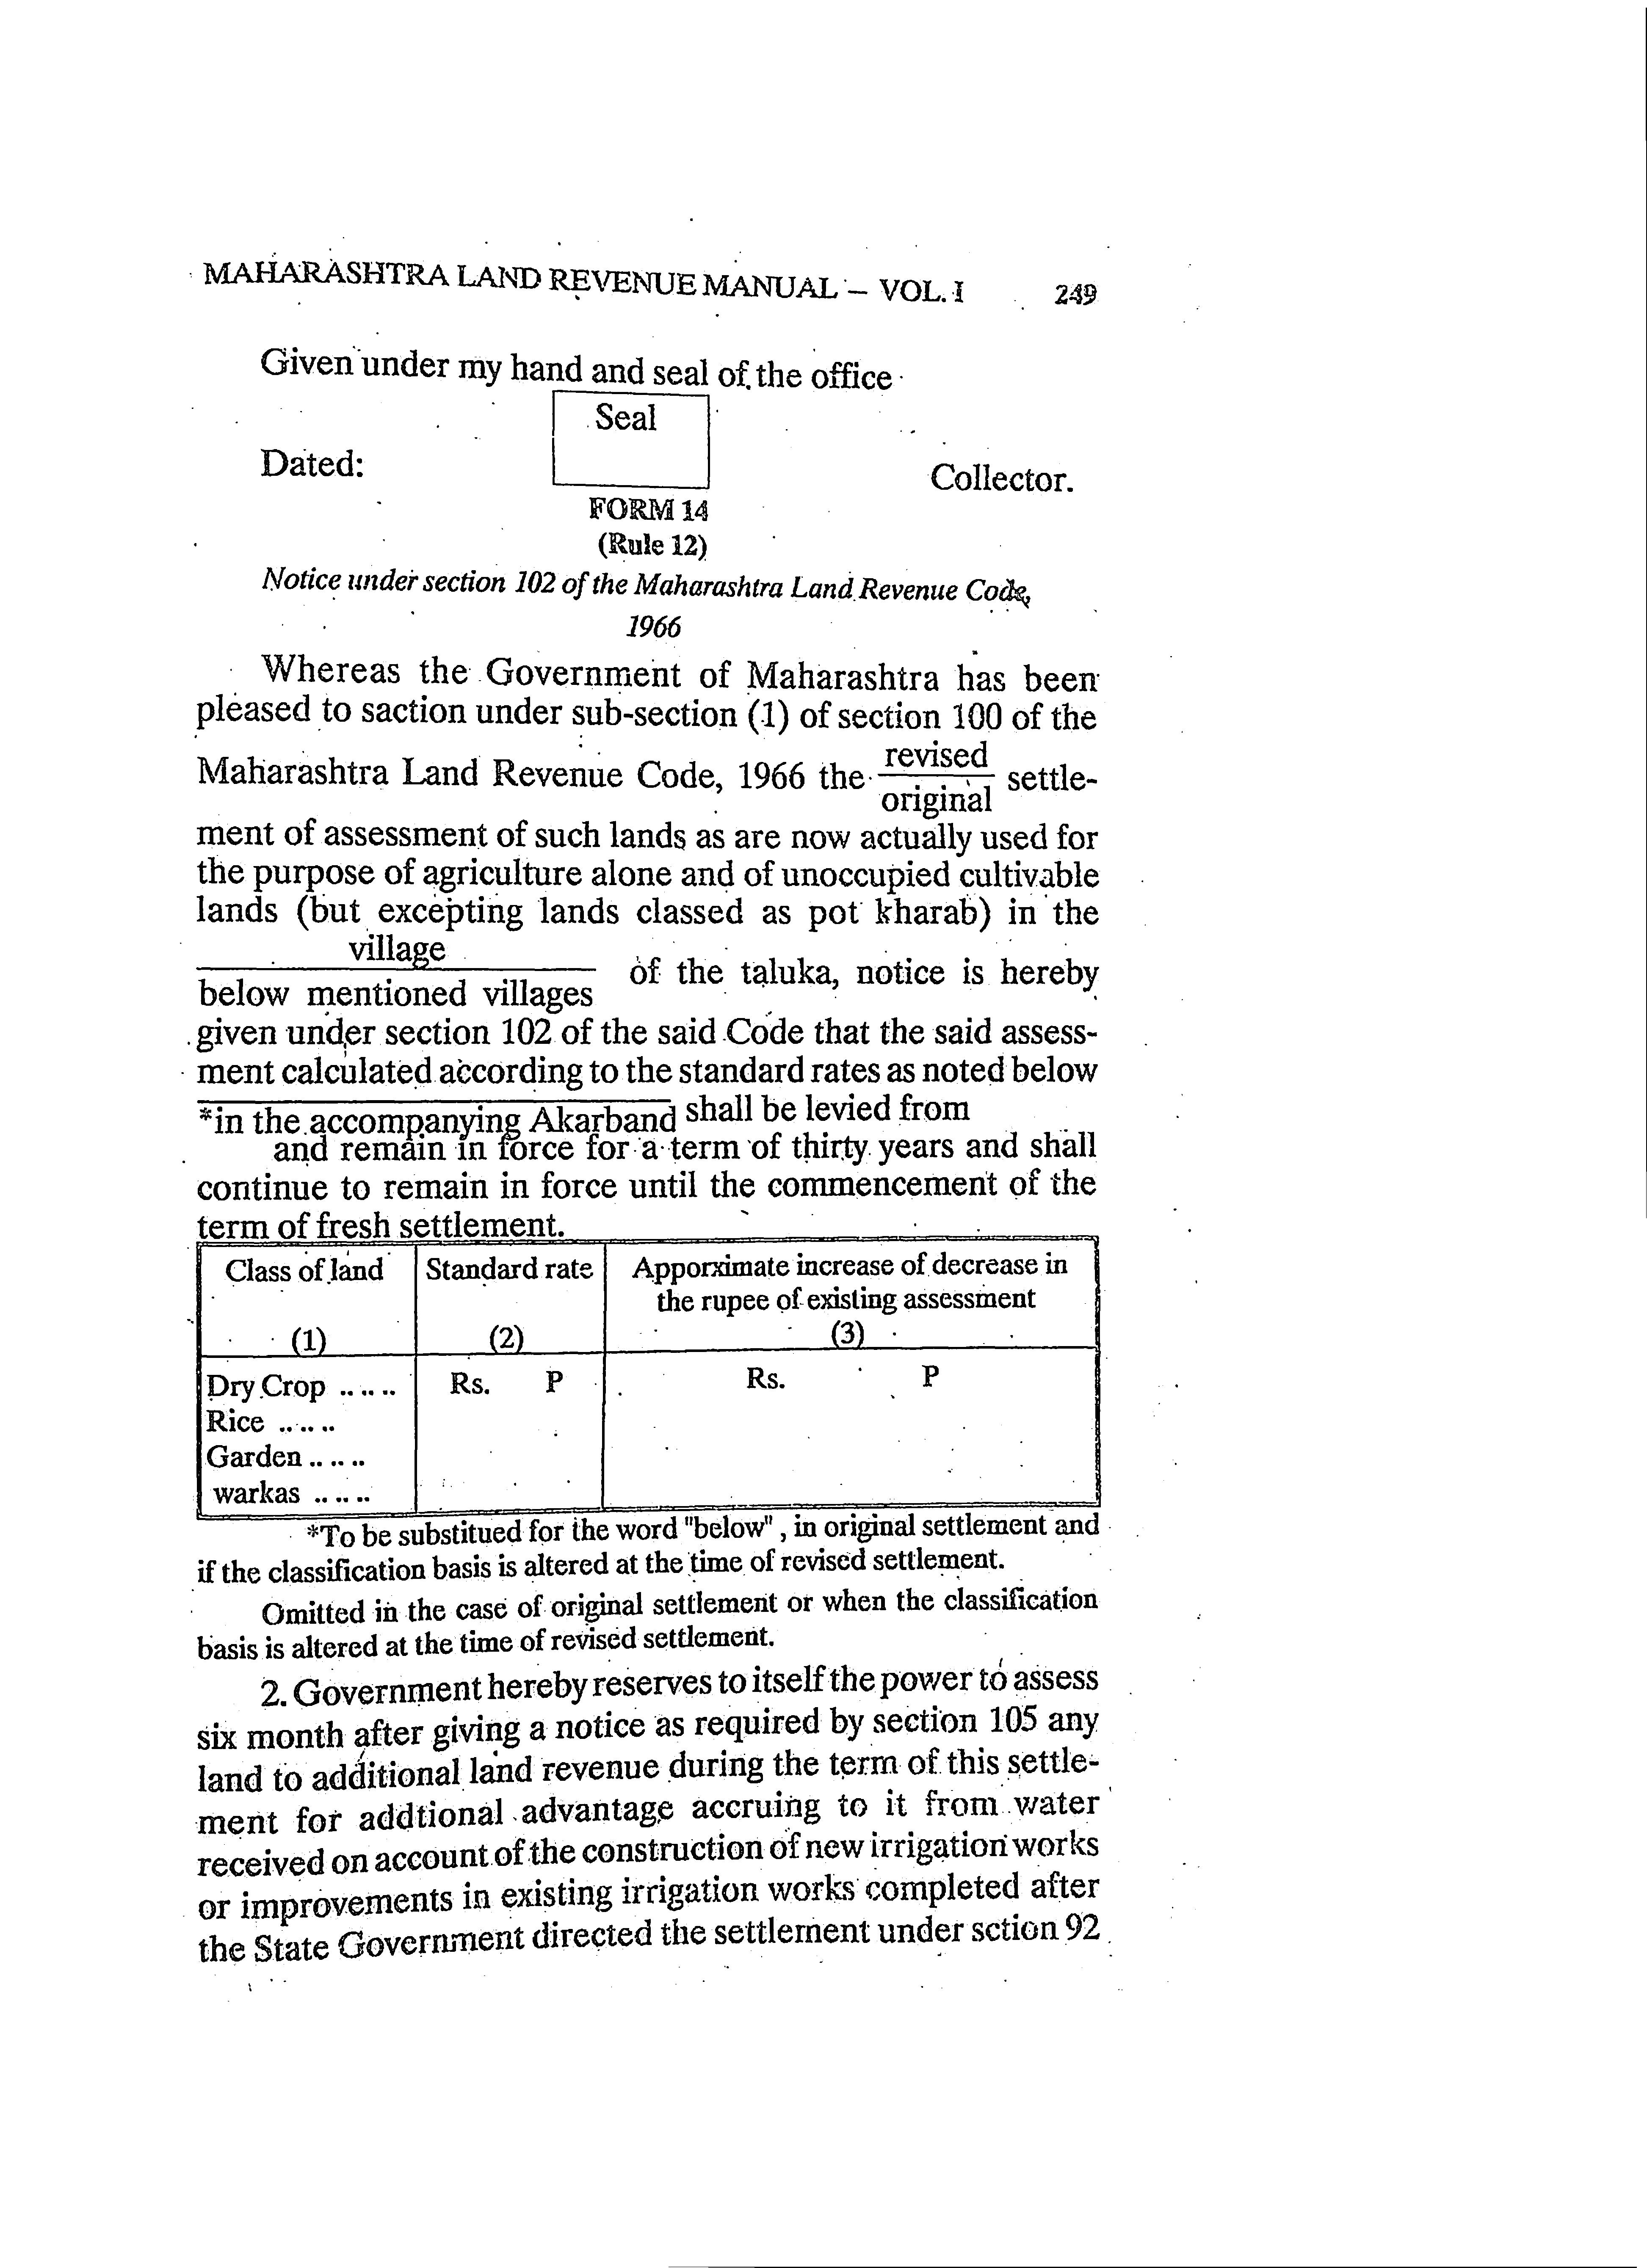 MAHARASHTRA LAND REVENUE MANUAL – VOL. I 249
Given under my hand and seal of the office
Seal
Dated:
Collector.
FORM 14
(Rule 12)
Notice under section 102 of the Maharashtra Land Revenue Code,
1966
Whereas the Government of Maharashtra has been
pleased to saction under sub-section (1) of section 100 of the
revised
Maharashtra Land Revenue Code, 1966 the settle-
original
ment of assessment of such lands as are now actually used for
the purpose of agriculture alone and of unoccupied cultivable
lands (but excepting lands classed as pot kharab) in the
village
of the taluka, notice is hereby
below mentioned villages
given under section 102 of the said Code that the said assess-
ment calculated according to the standard rates as noted below
*in the accompanying Akarband shall be levied from
and remain in force for a term of thirty years and shall
continue to remain in force until the commencement of the
term of fresh settlement.
Class of land Standard rate Apporximate increase of decrease in
the rupee of existing assessment
(1) (2) (3)
Dry Crop ...... Rs. P Rs. P
Rice ......
Garden ......
warkas ......
*To be substitued for the word "below" , in original settlement and
if the classification basis is altered at the time of revised settlement.
Omitted in the case of original settlement or when the classification
basis is altered at the time of revised settlement.
2. Government hereby reserves to itself the power to assess
six month after giving a notice as required by section 105 any
land to additional land revenue during the term of this settle-
ment for addtional advantage accruing to it from water
received on account of the construction of new irrigation works
or improvements in existing irrigation works completed after
the State Government directed the settlement under sction 92